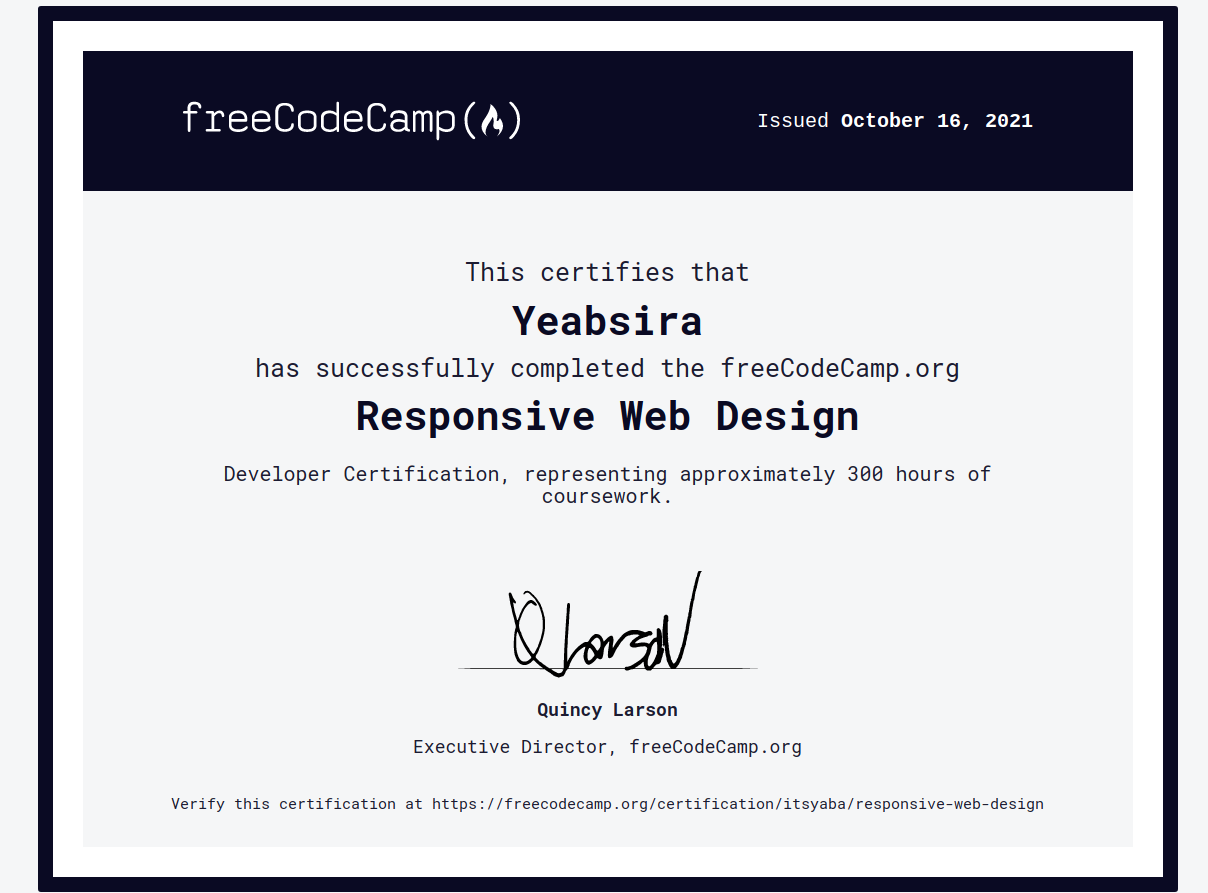 freeCodeCamp(🔥)
Issued October 16, 2021
This certifies that
Yeabsira
has successfully completed the freeCodeCamp.org
Responsive Web Design
Developer Certification, representing approximately 300 hours of
coursework.
Q Larson
Quincy Larson
Executive Director, freeCodeCamp.org
Verify this certification at https://freecodecamp.org/certification/itsyaba/responsive-web-design